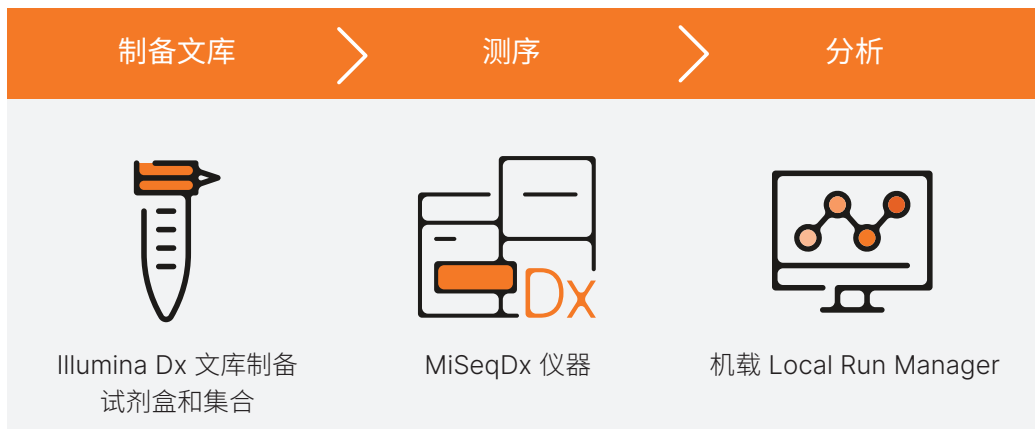 制备文库
测序
分析
Dx
Illumina Dx 文库制备
试剂盒和集合
MiSeqDx 仪器
机载 Local Run Manager